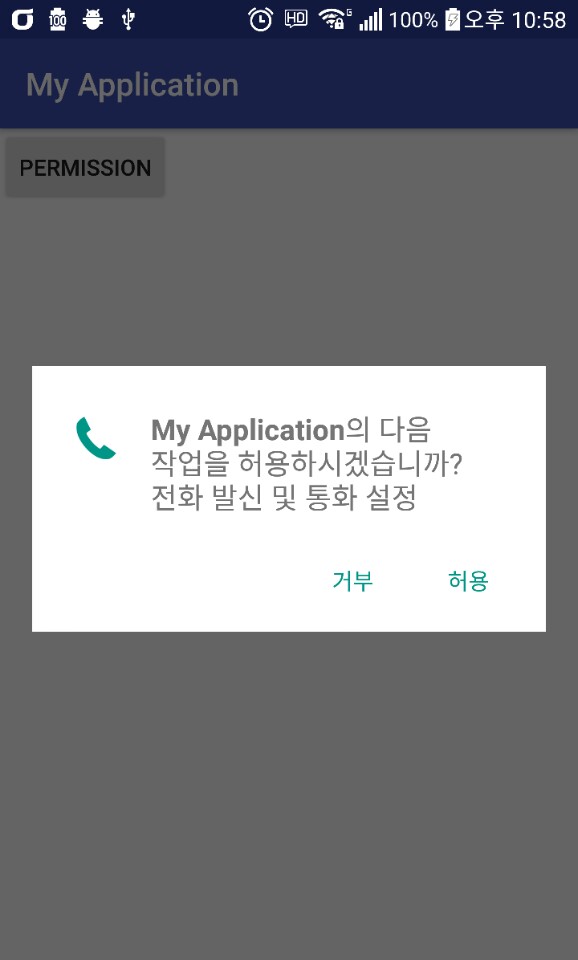 100 HD G 100% 오후 10:58
My Application
PERMISSION
My Application의 다음
작업을 허용하시겠습니까?
전화 발신 및 통화 설정
거부 허용